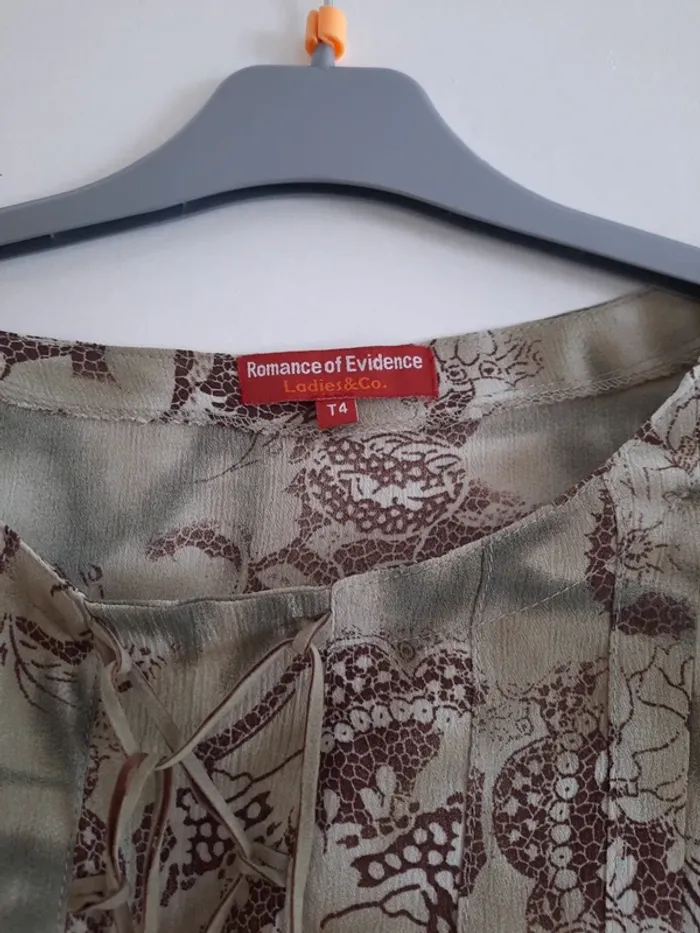 Romance of Evidence
Ladies&Co.
T4